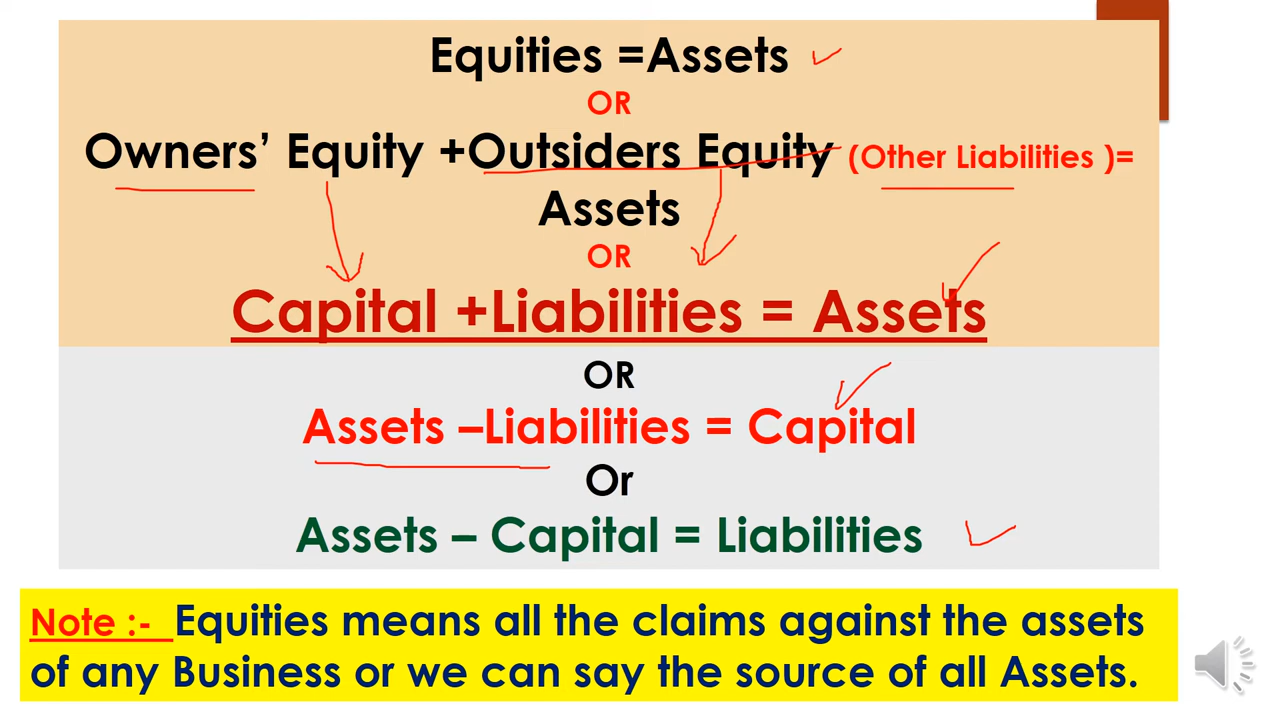 Equities =Assets
OR
Owners’ Equity +Outsiders Equity (Other Liabilities )=
Assets
OR
Capital +Liabilities = Assets
OR
Assets –Liabilities = Capital
Or
Assets – Capital = Liabilities
Note :- Equities means all the claims against the assets
of any Business or we can say the source of all Assets.